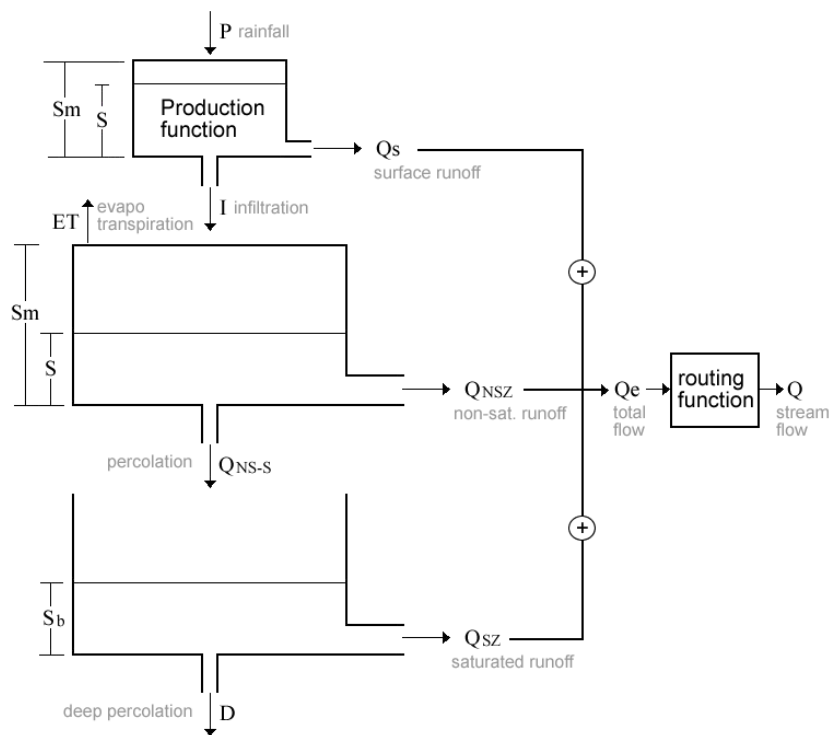 P rainfall
Sm
S
Production
function
Qs
surface runoff
evapo
transpiration
ET
I infiltration
Sm
S
QNSZ
non-sat. runoff
Qe
total
flow
routing
function
Q
stream
flow
percolation
QNS-S
+
+
Sb
QSZ
saturated runoff
deep percolation
D